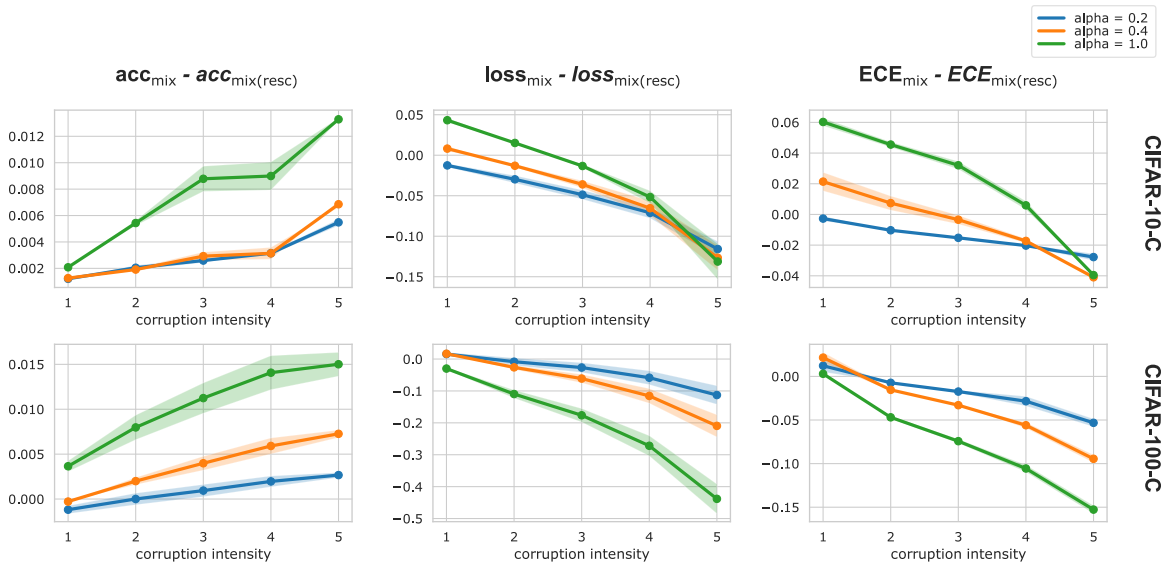 alpha = 0.2
alpha = 0.4
alpha = 1.0
acc_mix - acc_mix(resc)
loss_mix - loss_mix(resc)
ECE_mix - ECE_mix(resc)
0.012
0.010
0.008
0.006
0.004
0.002
1 2 3 4 5
corruption intensity
0.05
0.00
−0.05
−0.10
−0.15
1 2 3 4 5
corruption intensity
0.06
0.04
0.02
0.00
−0.02
−0.04
1 2 3 4 5
corruption intensity
CIFAR-10-C
0.015
0.010
0.005
0.000
1 2 3 4 5
corruption intensity
0.0
−0.1
−0.2
−0.3
−0.4
−0.5
1 2 3 4 5
corruption intensity
0.00
−0.05
−0.10
−0.15
1 2 3 4 5
corruption intensity
CIFAR-100-C